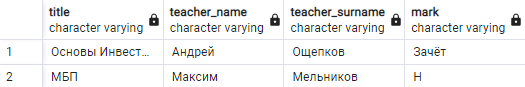 title teacher_name teacher_surname mark
character varying character varying character varying character varying
1 Основы Инвест... Андрей Ощепков Зачёт
2 МБП Максим Мельников Н